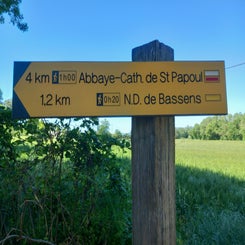 4 km 1h00 Abbaye-Cath. de St Papoul
1,2 km 0h20 N.D. de Bassens